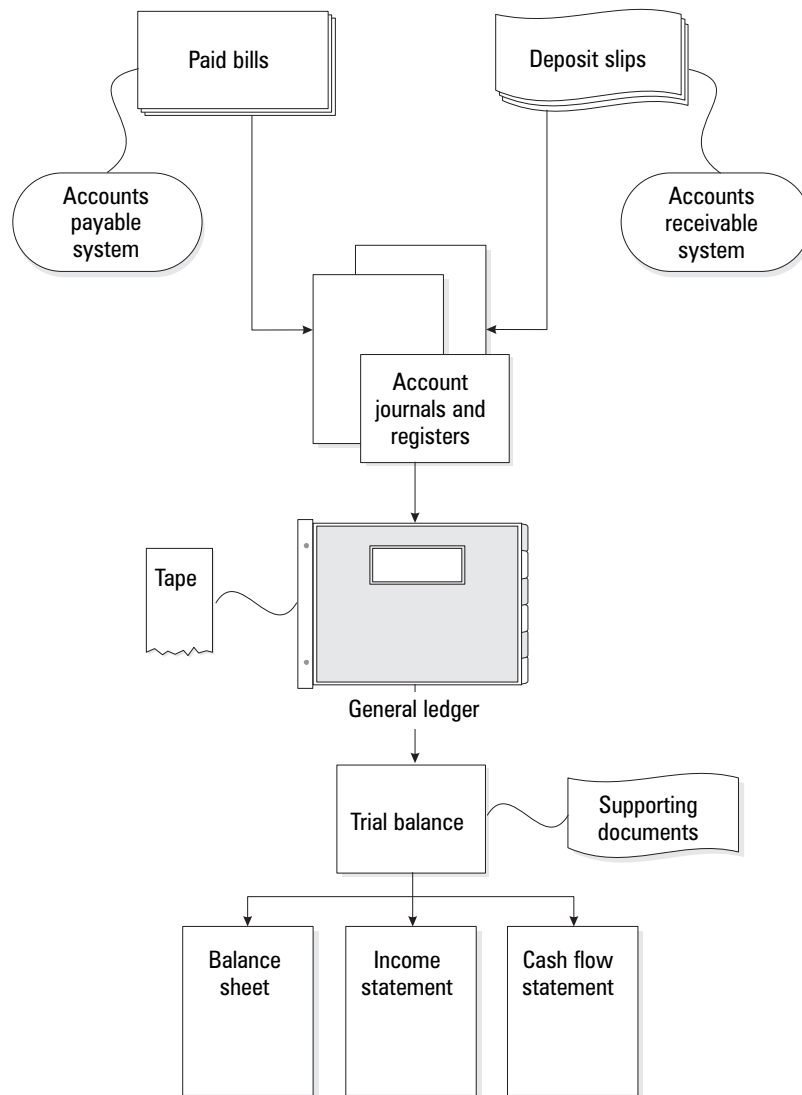 Paid bills
Deposit slips
Accounts
payable
system
Accounts
receivable
system
Account
journals and
registers
Tape
General ledger
Trial balance
Supporting
documents
Balance
sheet
Income
statement
Cash flow
statement